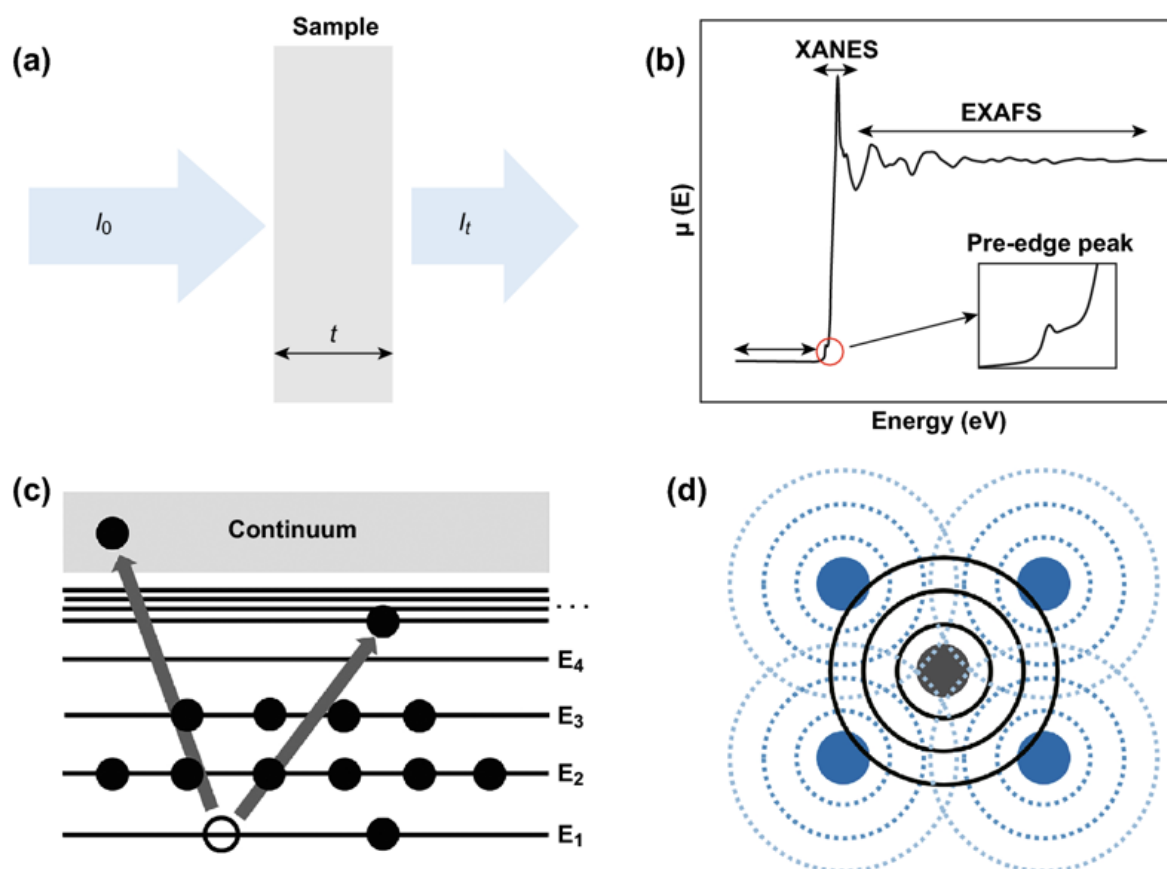 (a)
Sample
I₀
Iₜ
t
(b)
XANES
EXAFS
Pre-edge peak
μ (E)
Energy (eV)
(c)
Continuum
...
E₄
E₃
E₂
E₁
(d)